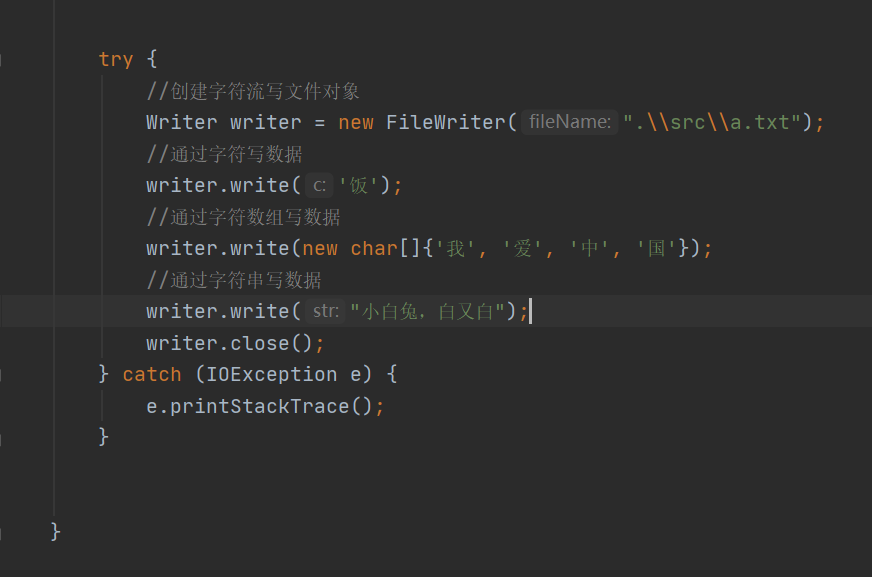 try {
//创建字符流写文件对象
Writer writer = new FileWriter( fileName: ".\\src\\a.txt");
//通过字符写数据
writer.write( c: '饭');
//通过字符数组写数据
writer.write(new char[]{'我', '爱', '中', '国'});
//通过字符串写数据
writer.write( str: "小白兔，白又白");
writer.close();
} catch (IOException e) {
e.printStackTrace();
}
}